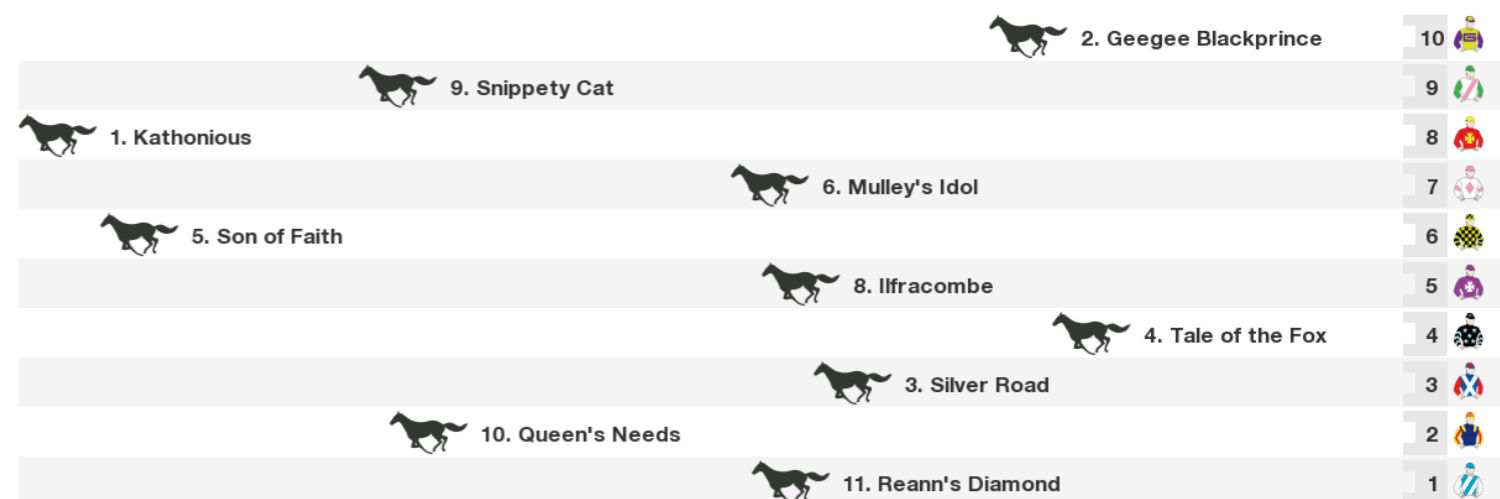 2. Geegee Blackprince 10
9. Snippety Cat 9
1. Kathonious 8
6. Mulley's Idol 7
5. Son of Faith 6
8. Ilfracombe 5
4. Tale of the Fox 4
3. Silver Road 3
10. Queen's Needs 2
11. Reann's Diamond 1